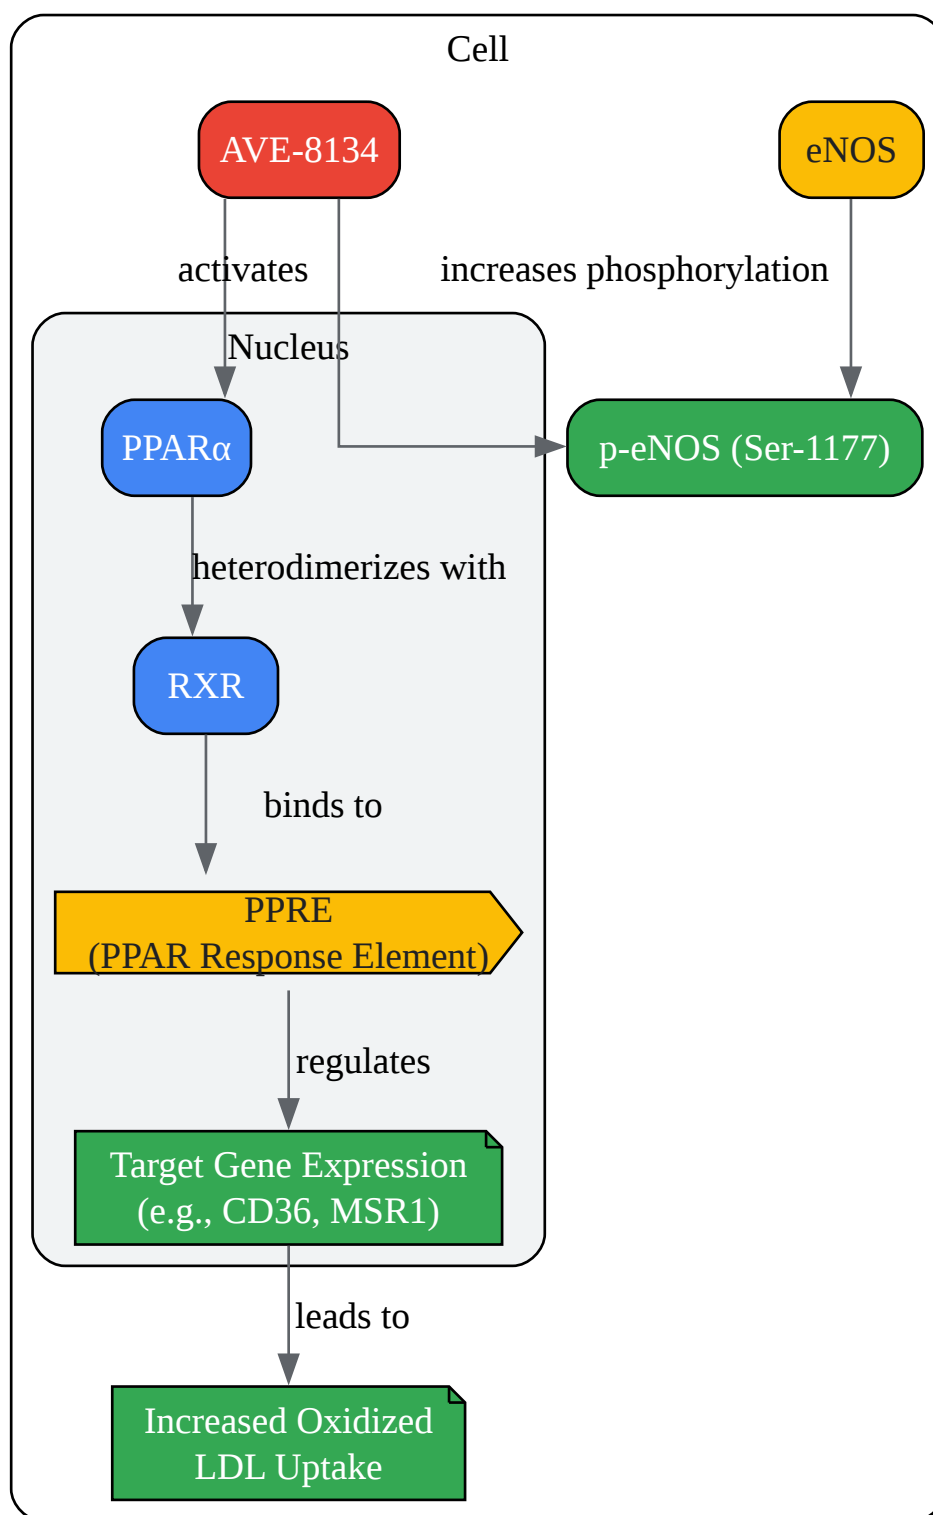 Cell
AVE-8134
eNOS
activates
increases phosphorylation
Nucleus
PPARα
p-eNOS (Ser-1177)
heterodimerizes with
RXR
binds to
PPRE
(PPAR Response Element)
regulates
Target Gene Expression
(e.g., CD36, MSR1)
leads to
Increased Oxidized
LDL Uptake